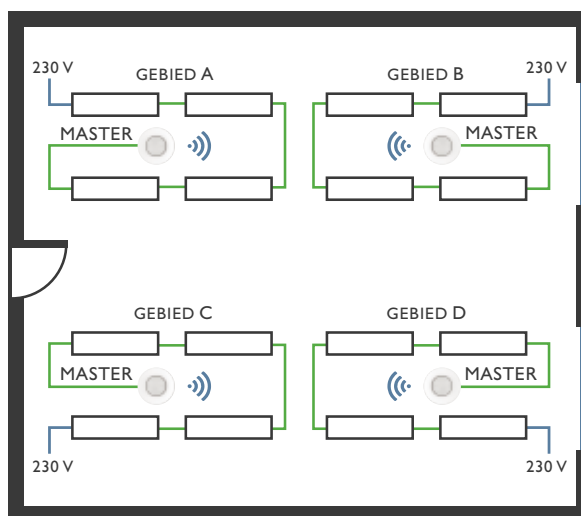 230 V
GEBIED A
MASTER
GEBIED B
230 V
MASTER
GEBIED C
MASTER
230 V
GEBIED D
MASTER
230 V